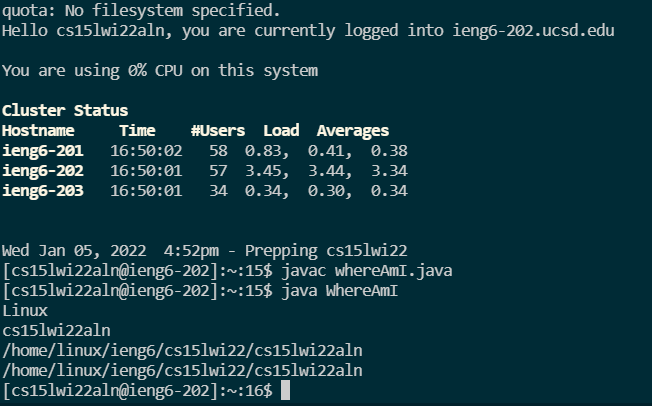 quota: No filesystem specified.
Hello cs15lwi22aln, you are currently logged into ieng6-202.ucsd.edu
You are using 0% CPU on this system
Cluster Status
Hostname     Time    #Users  Load  Averages
ieng6-201   16:50:02   58  0.83,  0.41,  0.38
ieng6-202   16:50:01   57  3.45,  3.44,  3.34
ieng6-203   16:50:01   34  0.34,  0.30,  0.34
Wed Jan 05, 2022  4:52pm - Prepping cs15lwi22
[cs15lwi22aln@ieng6-202]:~:15$ javac whereAmI.java
[cs15lwi22aln@ieng6-202]:~:15$ java WhereAmI
Linux
cs15lwi22aln
/home/linux/ieng6/cs15lwi22/cs15lwi22aln
/home/linux/ieng6/cs15lwi22/cs15lwi22aln
[cs15lwi22aln@ieng6-202]:~:16$